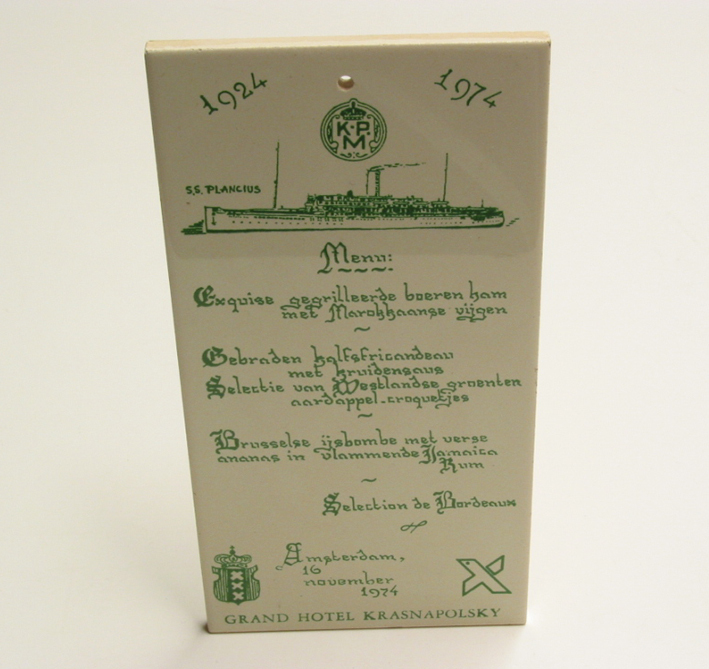 1924 1974
K.P.
M
S.S. PLANCIUS
Menu:
Exquise gegrilleerde boeren ham
met Marokkaanse vijgen
~
Gebraden kalfsfricandeau
met kruidensaus
Selectie van Westlandse groenten
aardappel-croquetjes
~
Brusselse ijsbombe met verse
ananas in vlammende Jamaica
Rum
~
Selection de Bordeaux
Amsterdam,
16
november
1974
XXX
GRAND HOTEL KRASNAPOLSKY